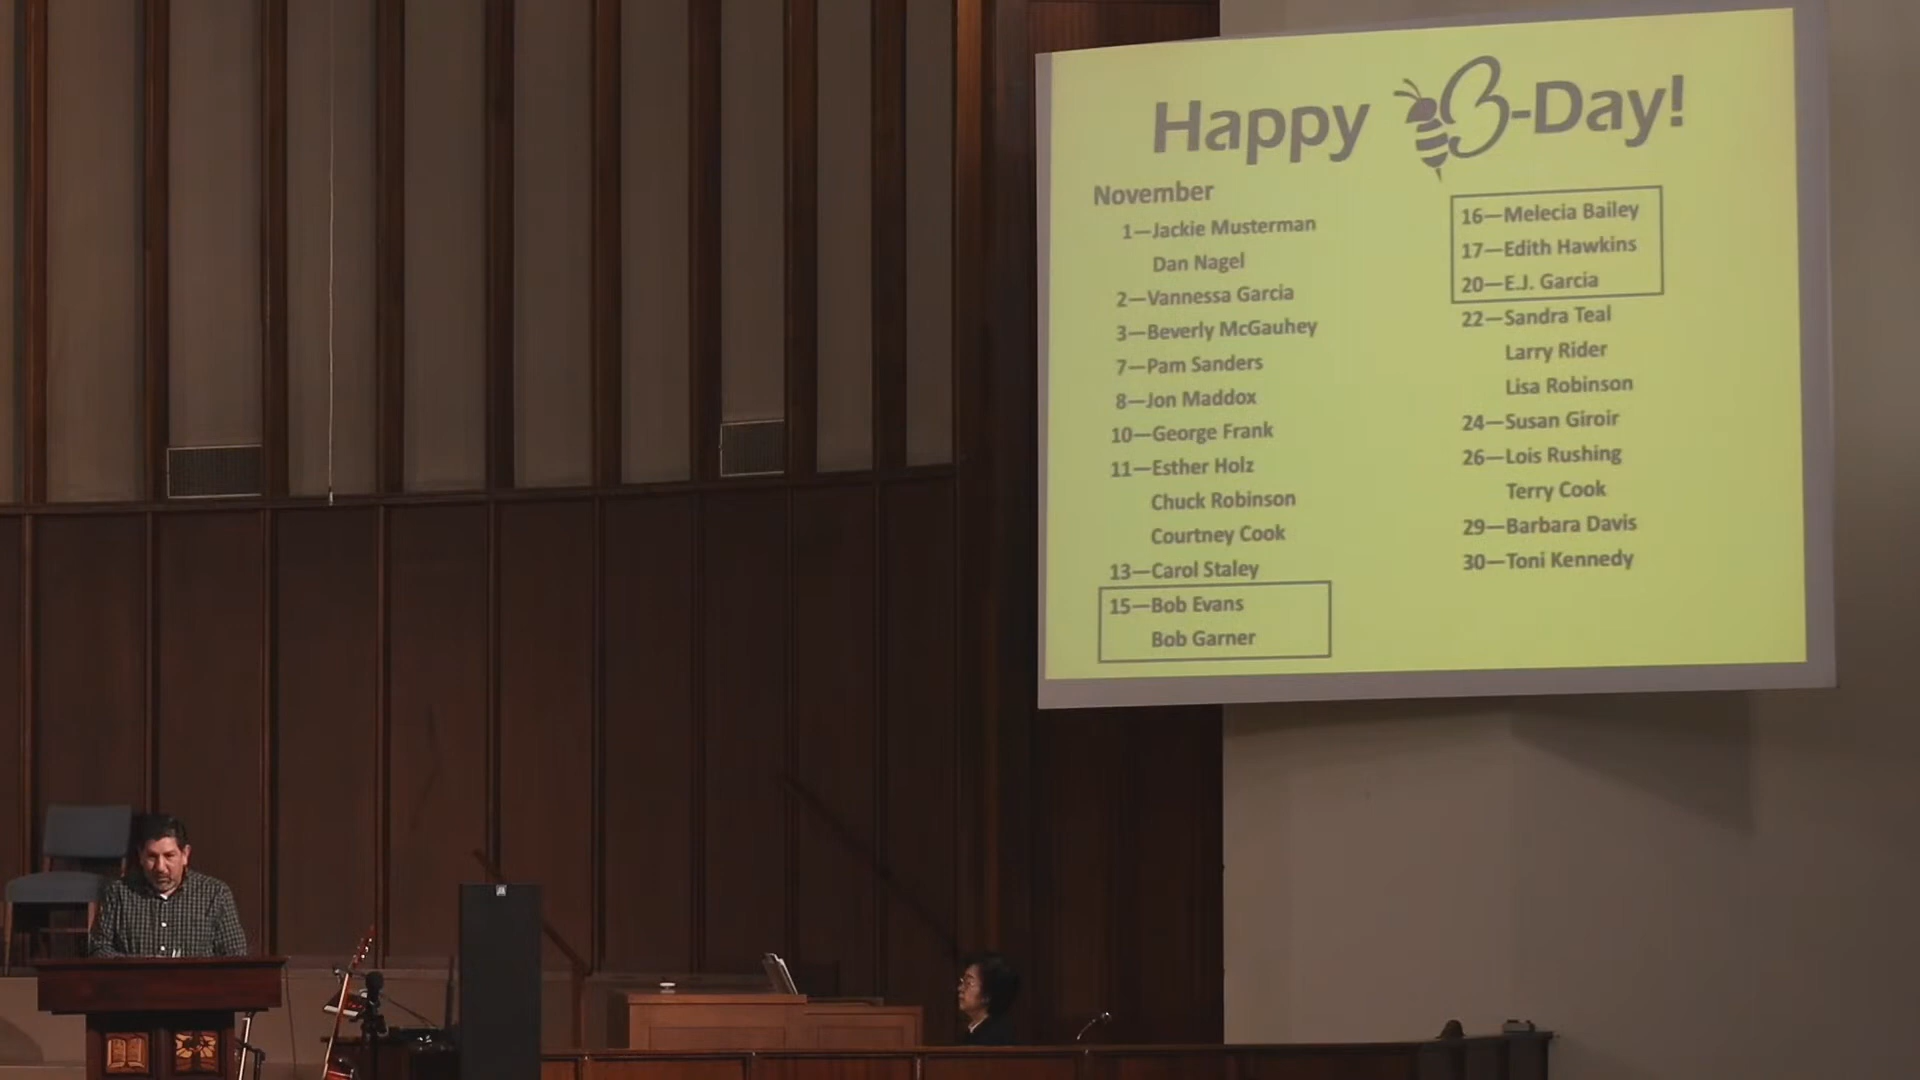 Happy B-Day!
November
1—Jackie Musterman
Dan Nagel
2—Vannessa Garcia
3—Beverly McGauhey
7—Pam Sanders
8—Jon Maddox
10—George Frank
11—Esther Holz
Chuck Robinson
Courtney Cook
13—Carol Staley
15—Bob Evans
Bob Garner
16—Melecia Bailey
17—Edith Hawkins
20—E.J. Garcia
22—Sandra Teal
Larry Rider
Lisa Robinson
24—Susan Giroir
26—Lois Rushing
Terry Cook
29—Barbara Davis
30—Toni Kennedy